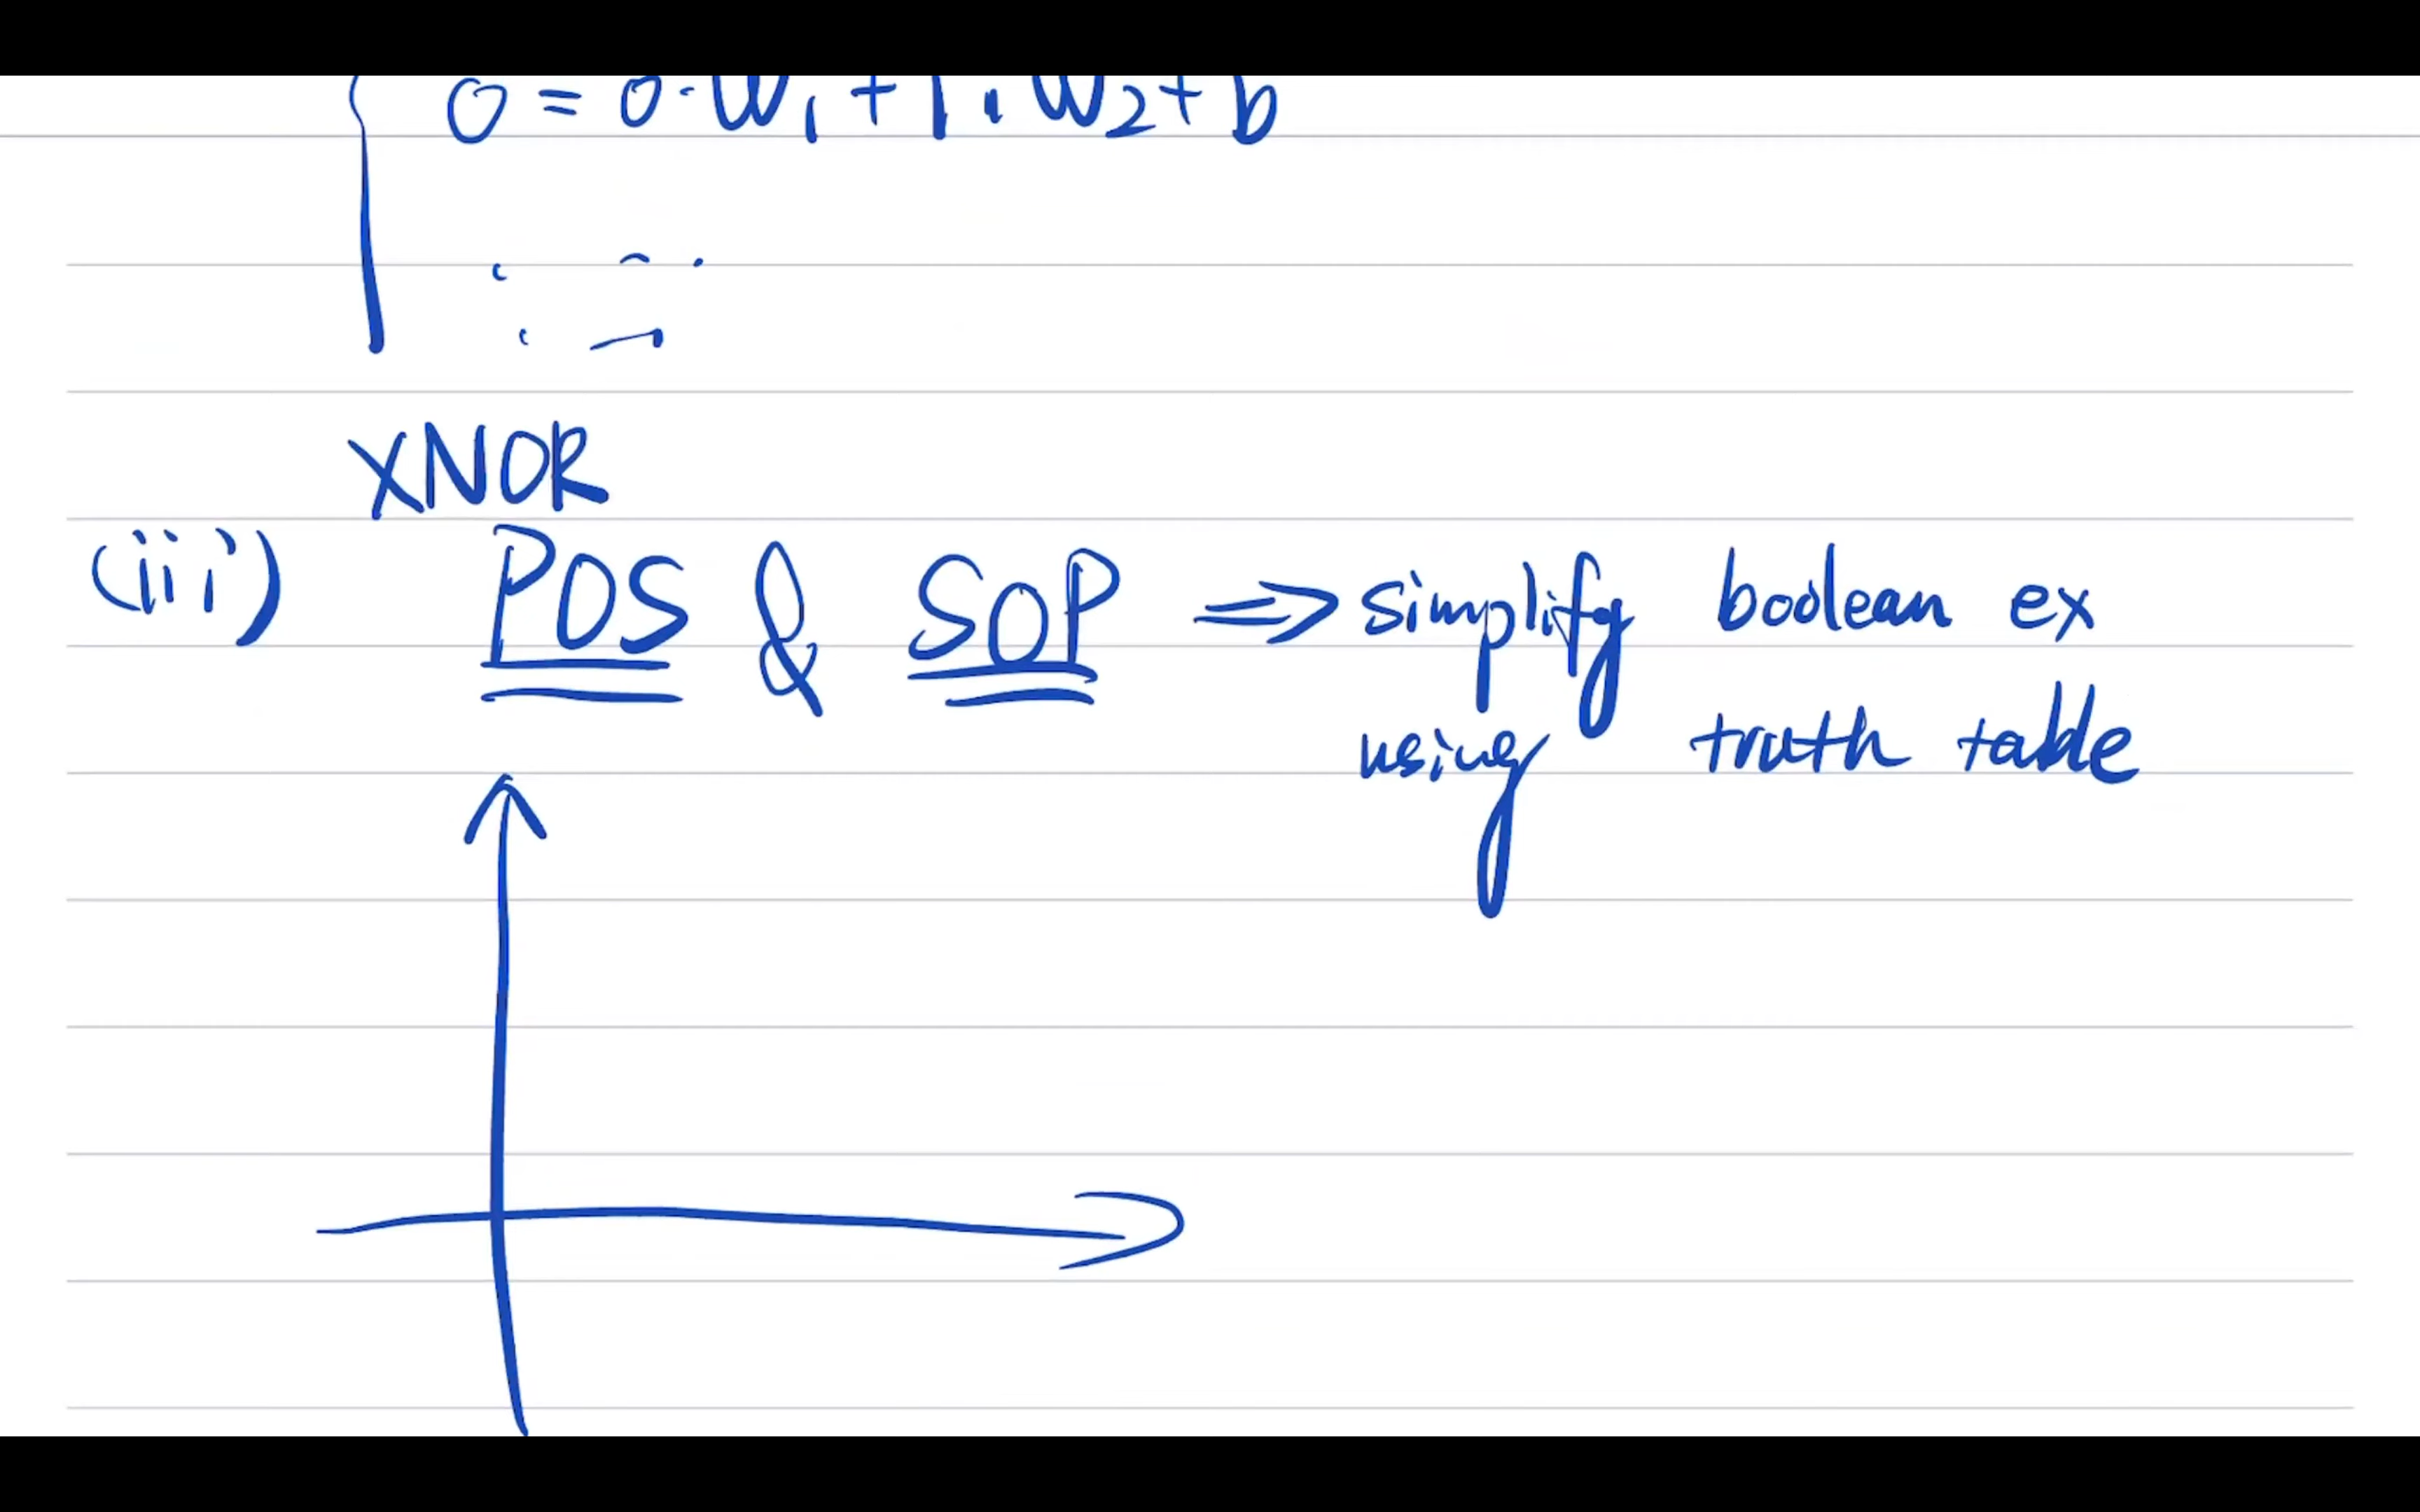 0 = 0 · W₁ + 1 · W₂ + b
XNOR
(iii) POS & SOP ⇒ simplify boolean ex
using truth table